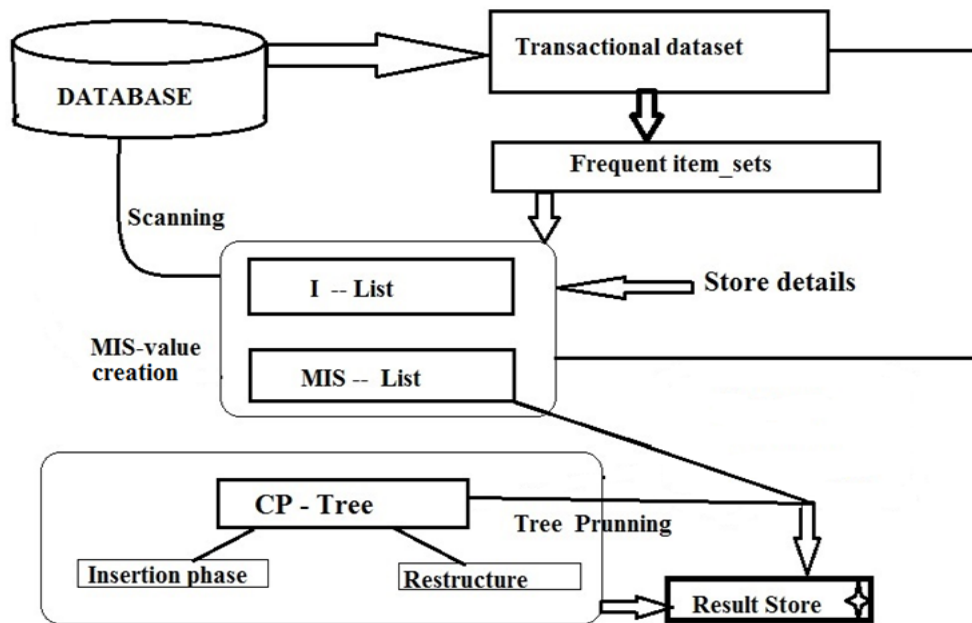 Transactional dataset
DATABASE
Frequent item_sets
Scanning
I -- List
Store details
MIS-value
creation
MIS -- List
CP - Tree
Tree Prunning
Insertion phase
Restructure
Result Store